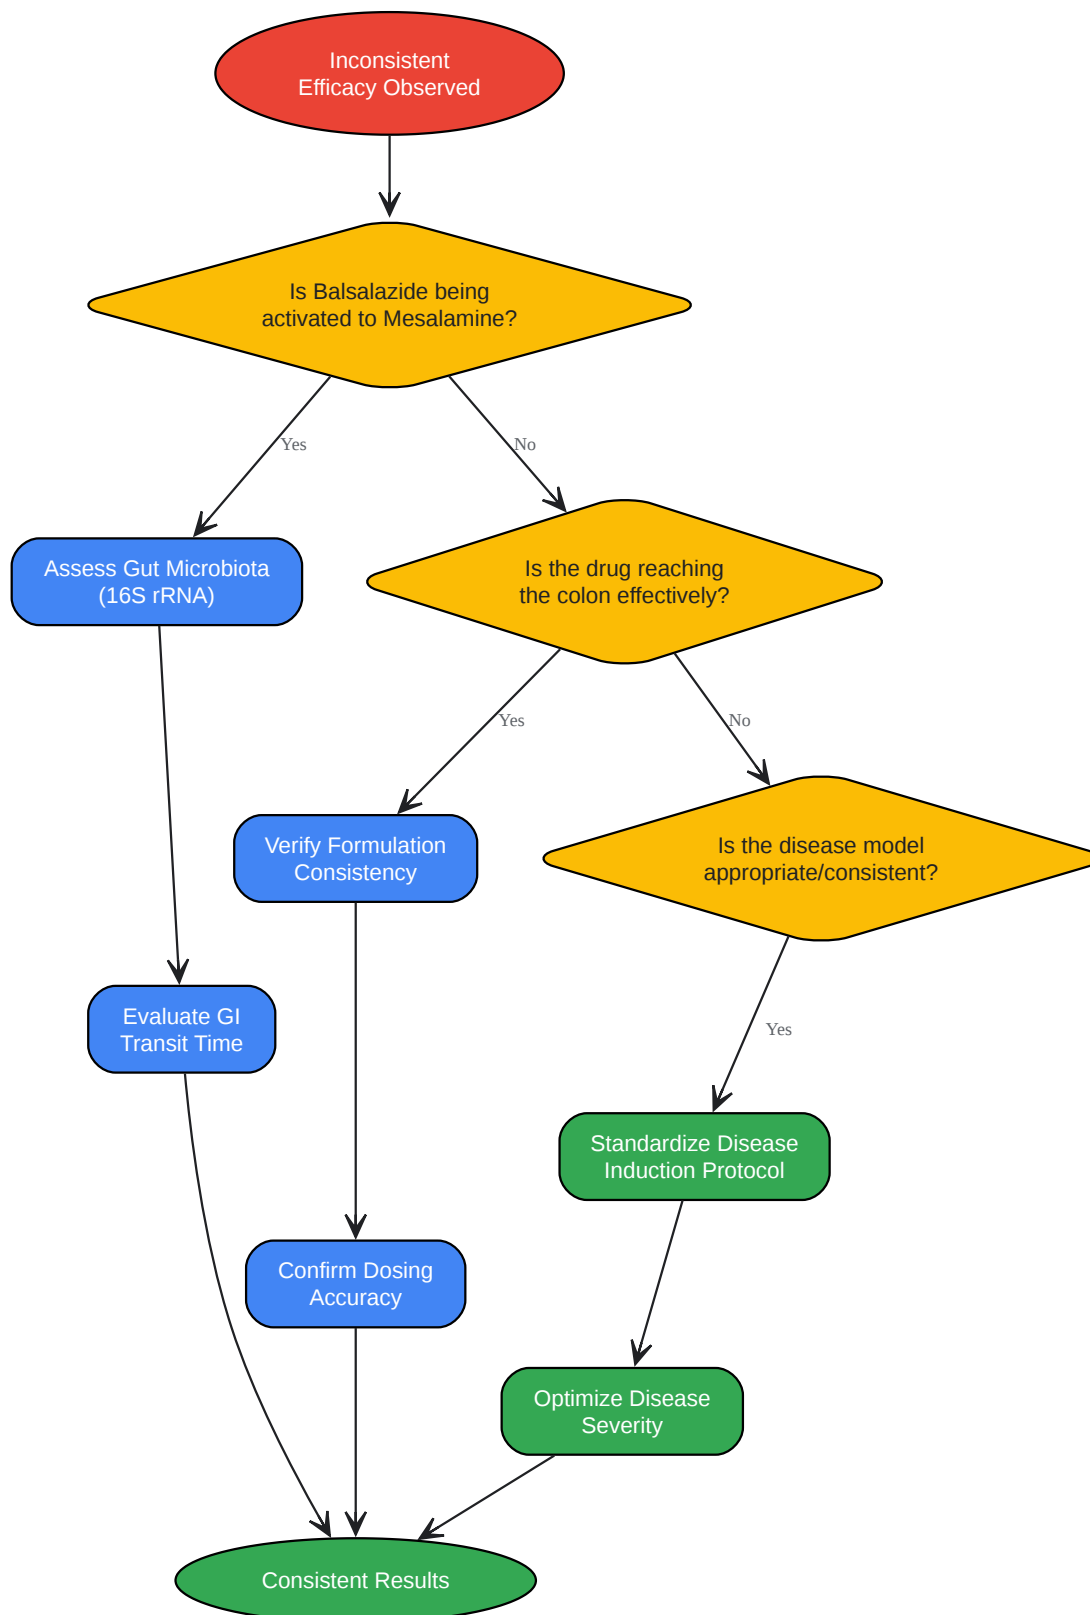 Inconsistent
Efficacy Observed
Is Balsalazide being
activated to Mesalamine?
Yes
No
Assess Gut Microbiota
(16S rRNA)
Is the drug reaching
the colon effectively?
Yes
No
Verify Formulation
Consistency
Is the disease model
appropriate/consistent?
Evaluate GI
Transit Time
Yes
Standardize Disease
Induction Protocol
Confirm Dosing
Accuracy
Optimize Disease
Severity
Consistent Results